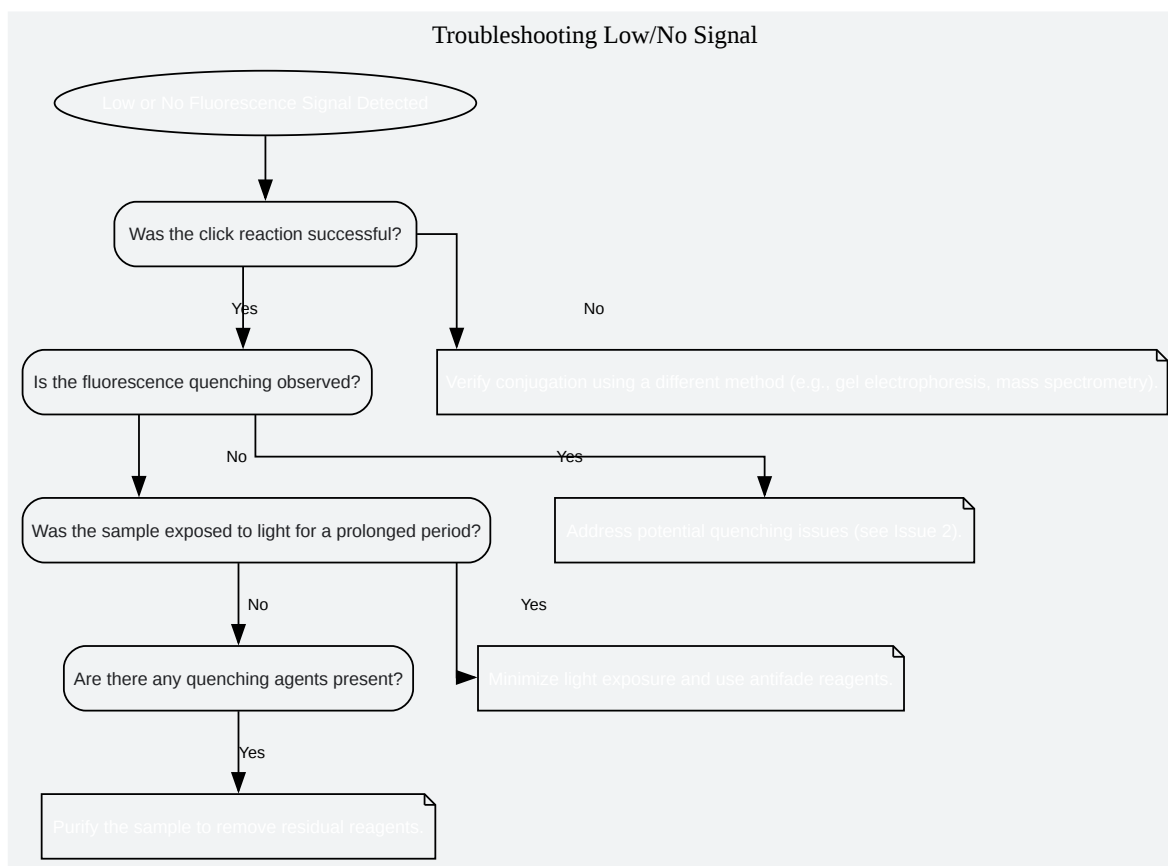 Troubleshooting Low/No Signal
Low or No Fluorescence Signal Detected
Was the click reaction successful?
Yes
No
Is the fluorescence quenching observed?
Verify conjugation using a different method (e.g., gel electrophoresis, mass spectrometry).
No
Yes
Was the sample exposed to light for a prolonged period?
Address potential quenching issues (see Issue 2).
No
Yes
Are there any quenching agents present?
Minimize light exposure and use antifade reagents.
Yes
Purify the sample to remove residual reagents.